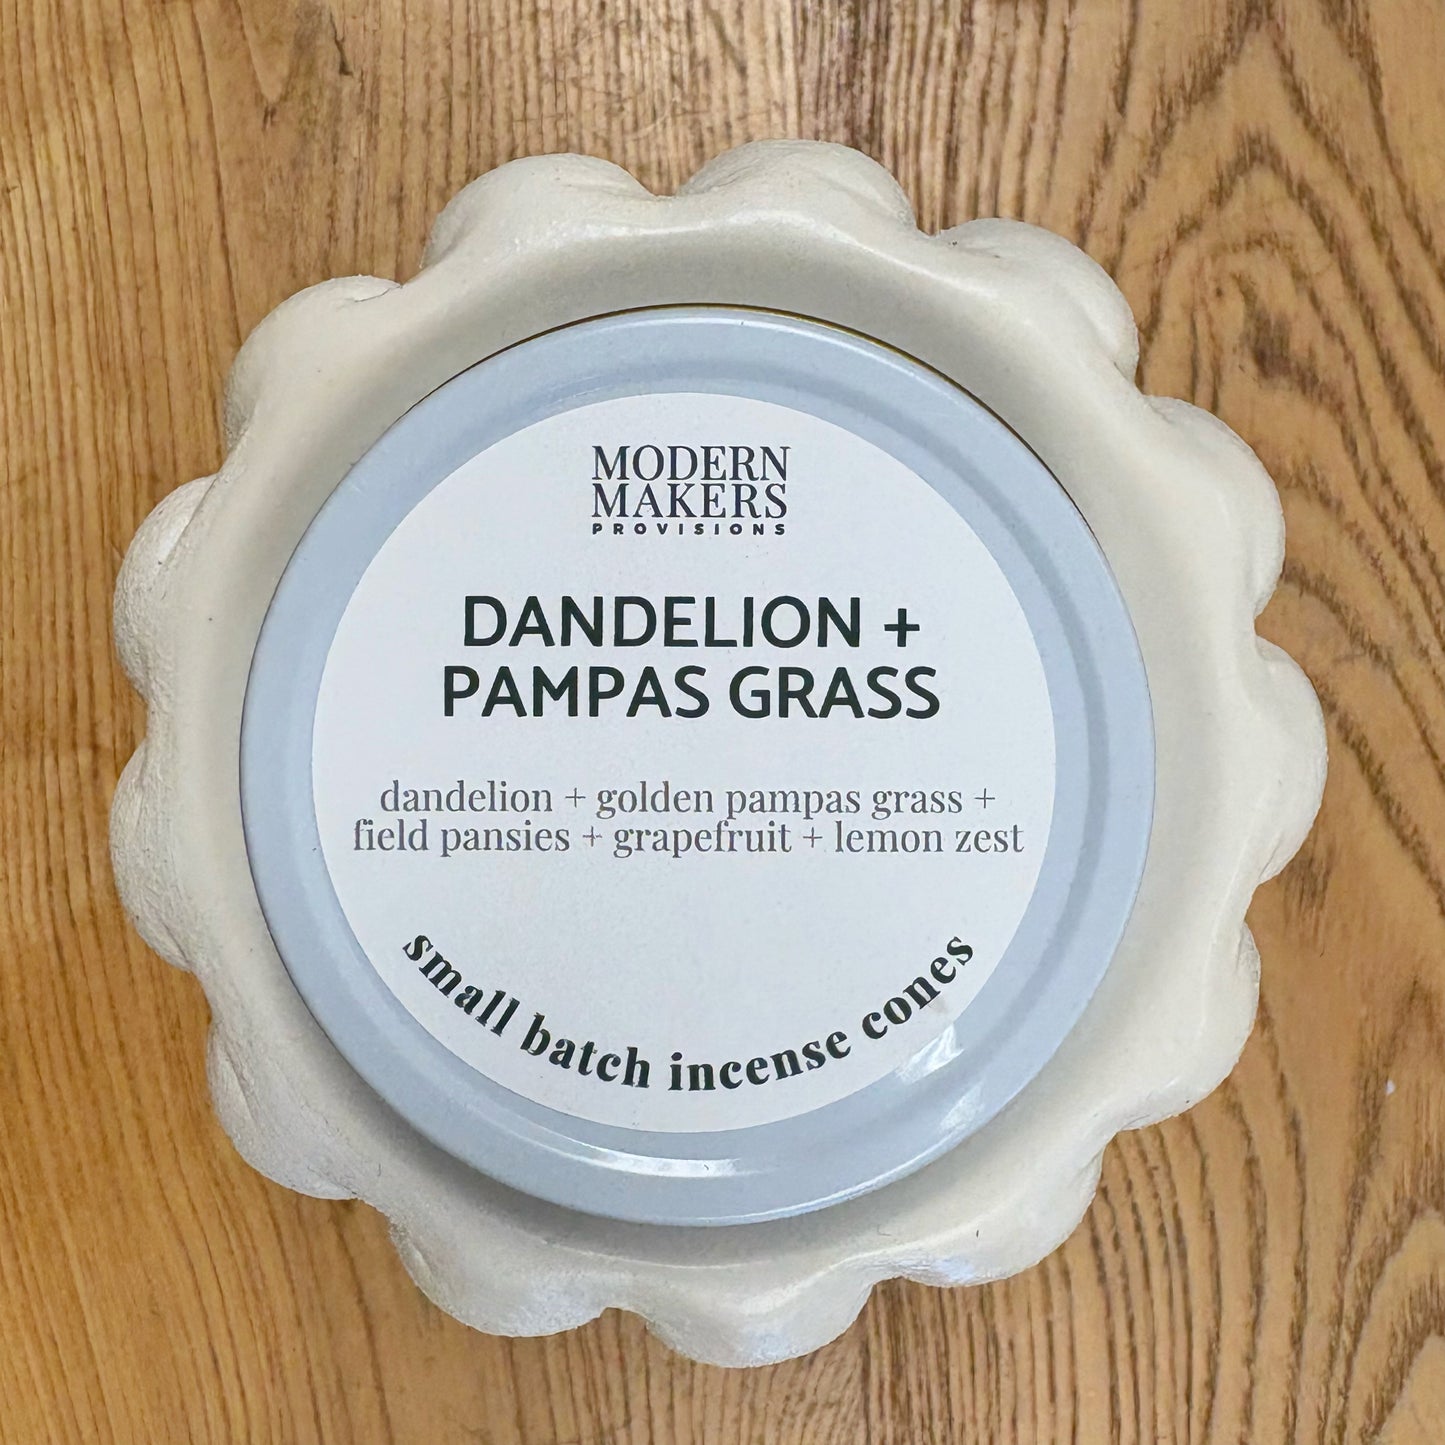 MODERN
MAKERS
PROVISIONS
DANDELION +
PAMPAS GRASS
dandelion + golden pampas grass +
field pansies + grapefruit + lemon zest
small batch incense cones